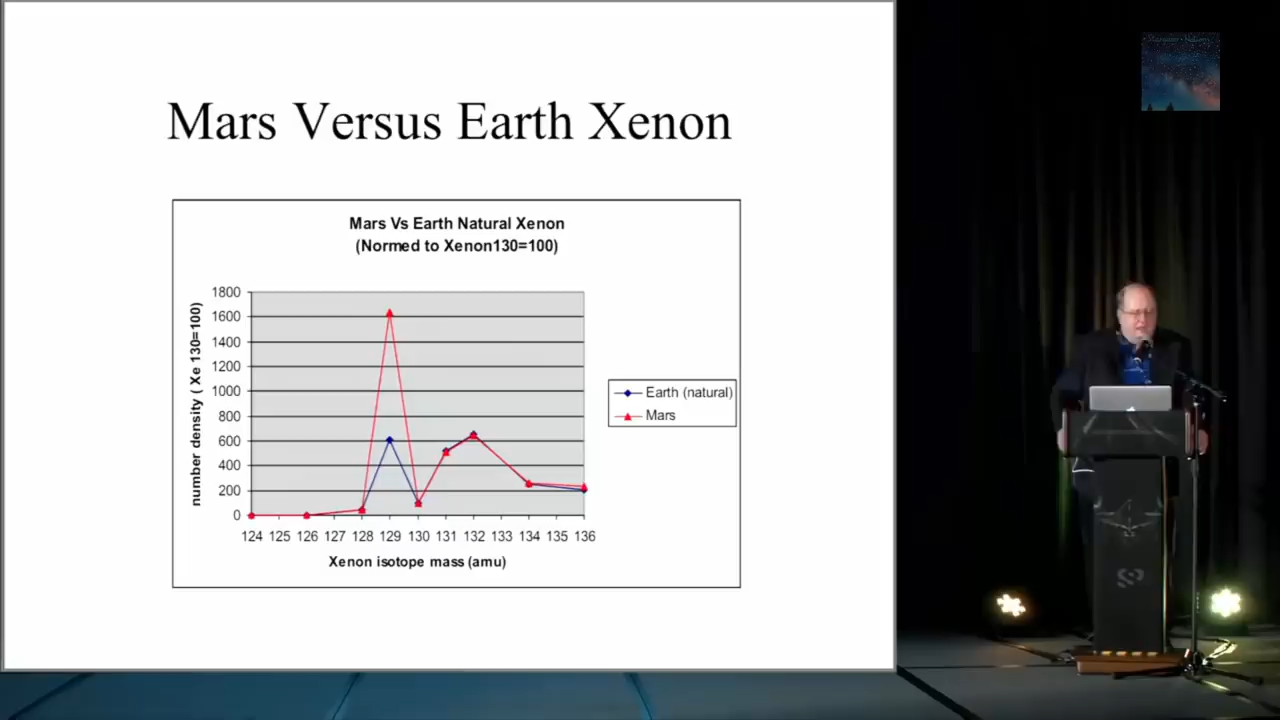 Mars Versus Earth Xenon
Mars Vs Earth Natural Xenon
(Normed to Xenon130=100)
number density ( Xe 130=100)
1800
1600
1400
1200
1000
800
600
400
200
0
124 125 126 127 128 129 130 131 132 133 134 135 136
Xenon isotope mass (amu)
Earth (natural)
Mars